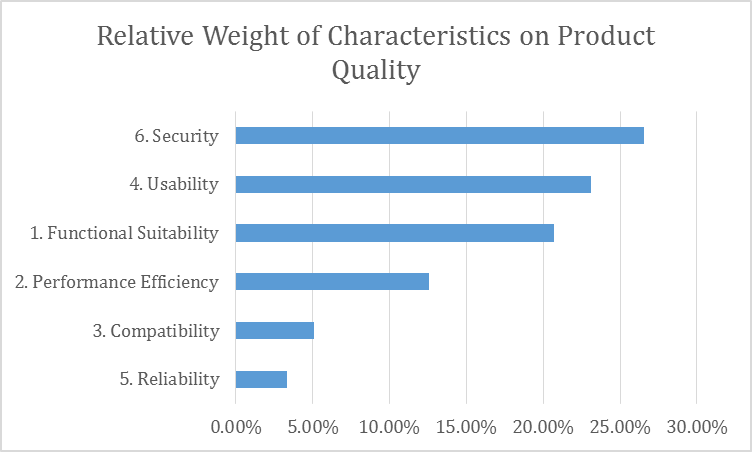 Relative Weight of Characteristics on Product
Quality
6. Security
4. Usability
1. Functional Suitability
2. Performance Efficiency
3. Compatibility
5. Reliability
0.00% 5.00% 10.00% 15.00% 20.00% 25.00% 30.00%